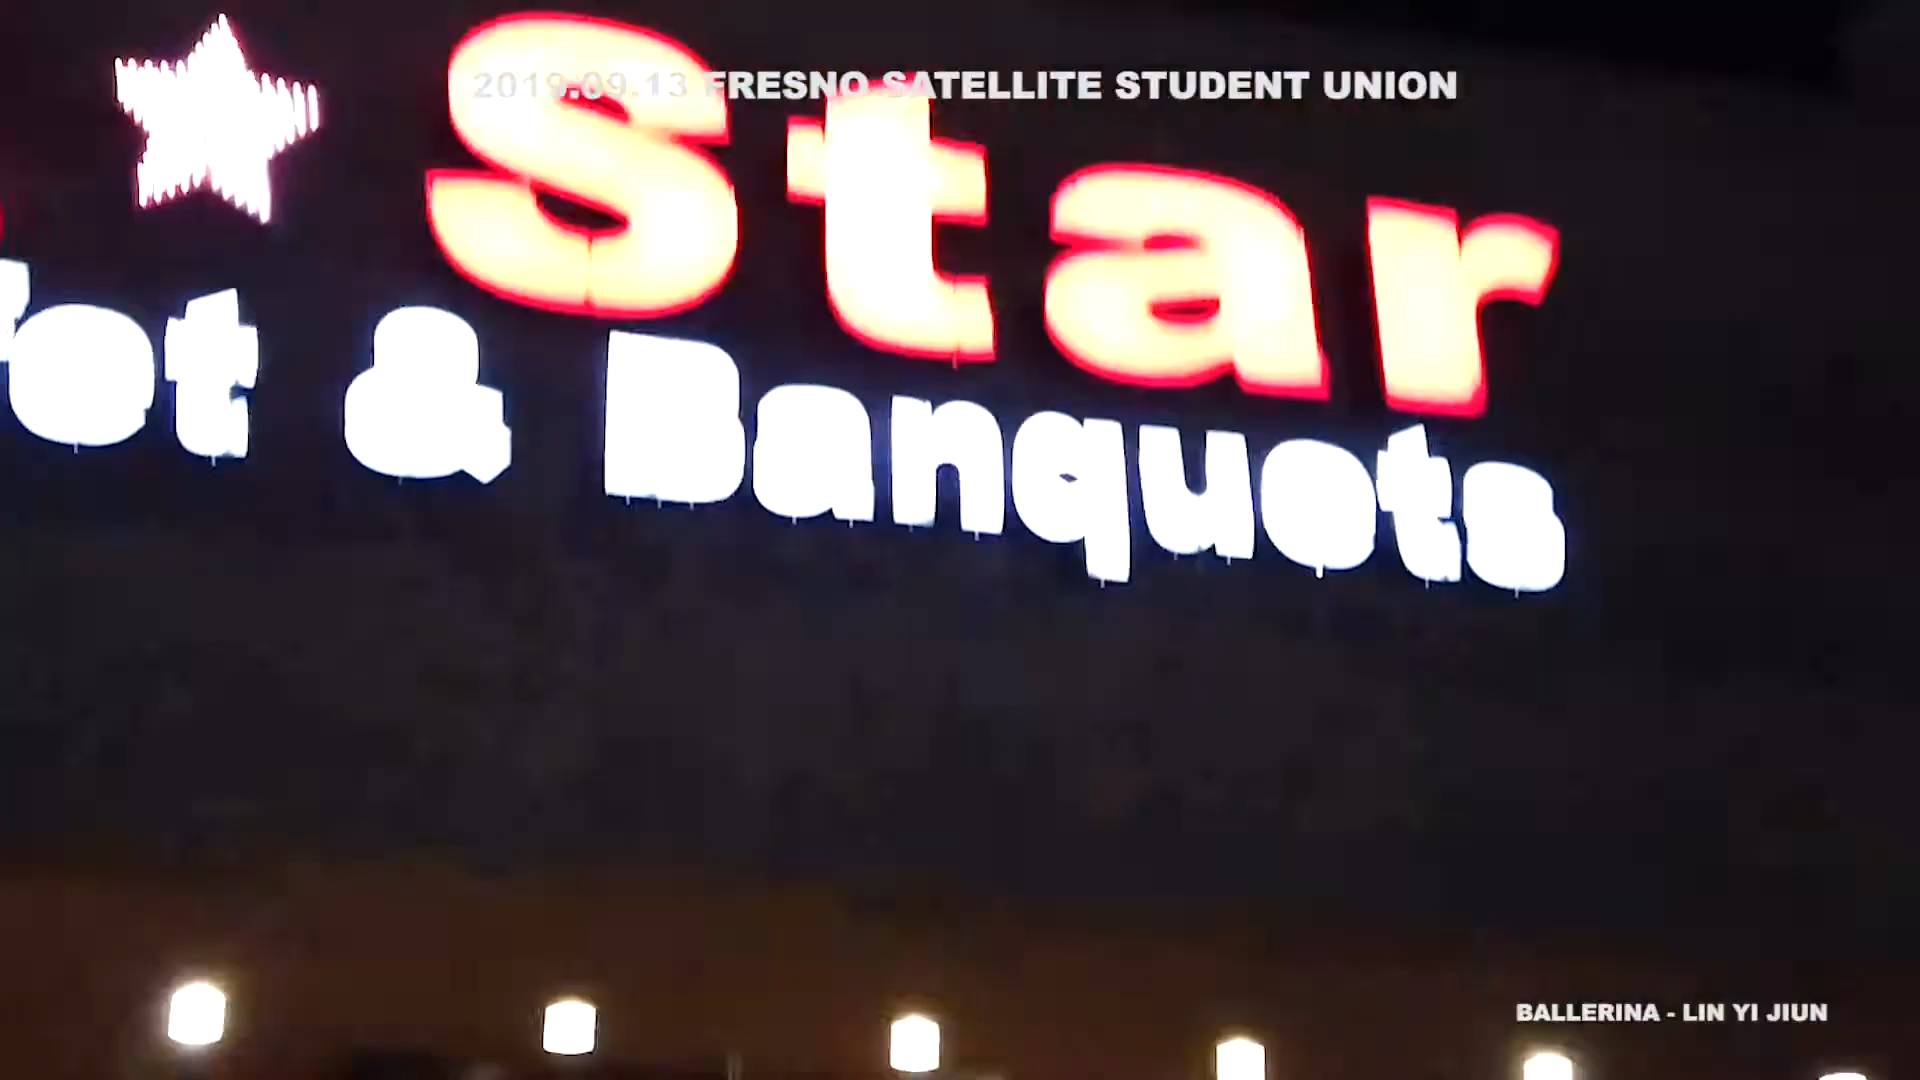 2019.09.13 FRESNO SATELLITE STUDENT UNION
Star
& Banquets
BALLERINA - LIN YI JIUN